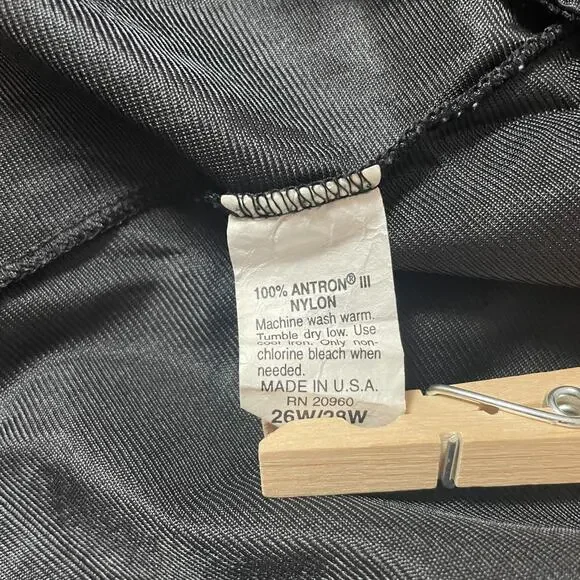 100% ANTRON® III
NYLON
Machine wash warm.
Tumble dry low. Use
cool iron. Only non-
chlorine bleach when
needed.
MADE IN U.S.A.
RN 20960
26W/28W